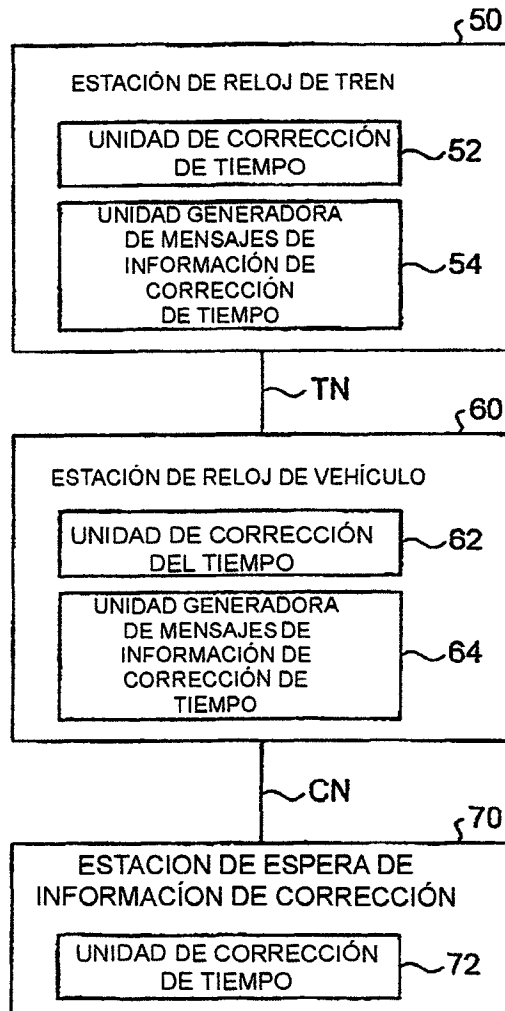 50
ESTACIÓN DE RELOJ DE TREN
UNIDAD DE CORRECCIÓN
DE TIEMPO
52
UNIDAD GENERADORA
DE MENSAJES DE
INFORMACIÓN DE
CORRECCIÓN
DE TIEMPO
54
TN
60
ESTACIÓN DE RELOJ DE VEHÍCULO
UNIDAD DE CORRECCIÓN
DEL TIEMPO
62
UNIDAD GENERADORA
DE MENSAJES DE
INFORMACIÓN DE
CORRECCIÓN DE
TIEMPO
64
CN
70
ESTACION DE ESPERA DE
INFORMACÍON DE CORRECCIÓN
UNIDAD DE CORRECCIÓN
DE TIEMPO
72